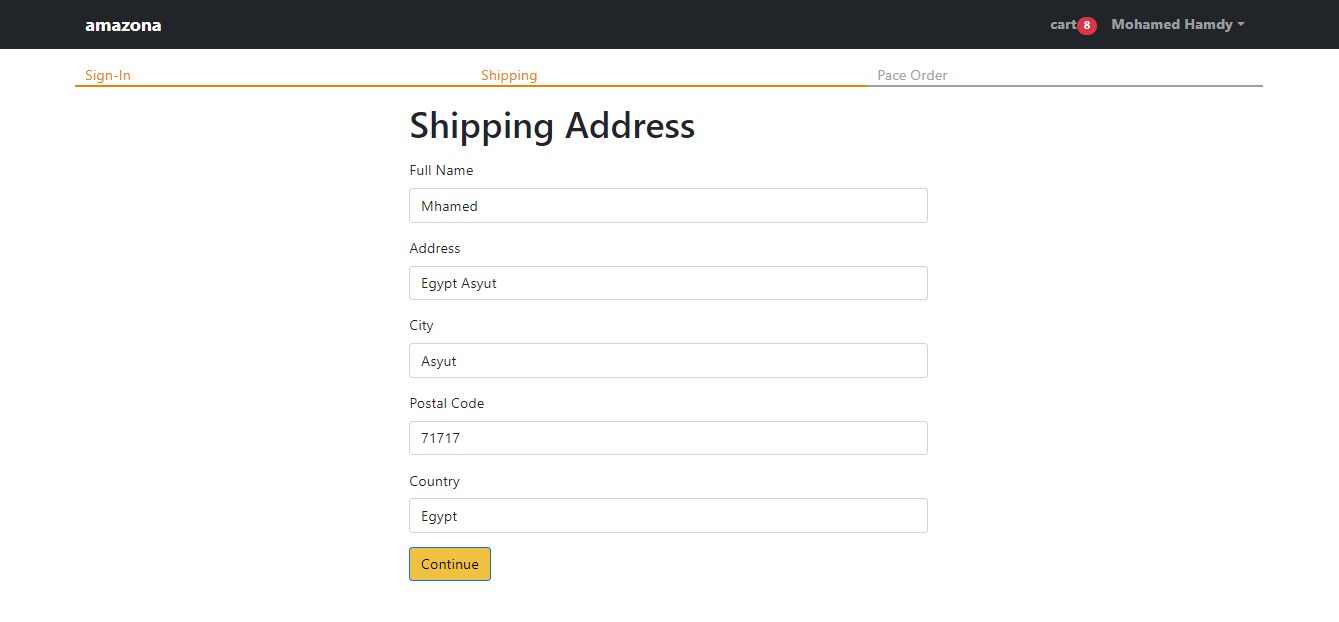 amazona
cart 8 Mohamed Hamdy
Sign-In Shipping Pace Order
Shipping Address
Full Name
Mhamed
Address
Egypt Asyut
City
Asyut
Postal Code
71717
Country
Egypt
Continue